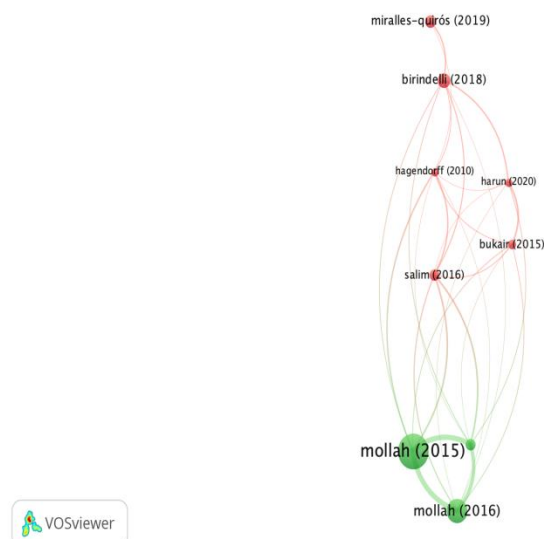 miralles-quirós (2019)
birindelli (2018)
hagendorff (2010)
harun (2020)
bukair (2015)
salim (2016)
mollah (2015)
mollah (2016)
VOSviewer